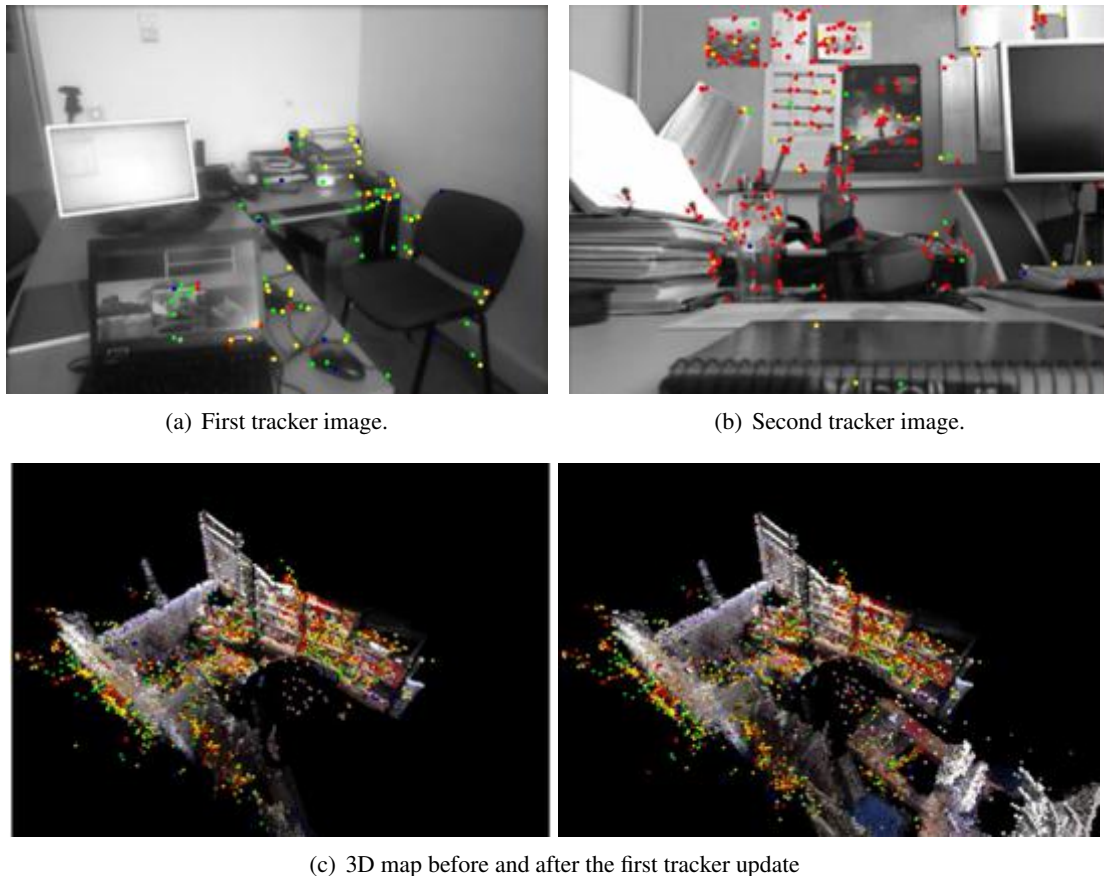 (a) First tracker image.
(b) Second tracker image.
(c) 3D map before and after the first tracker update